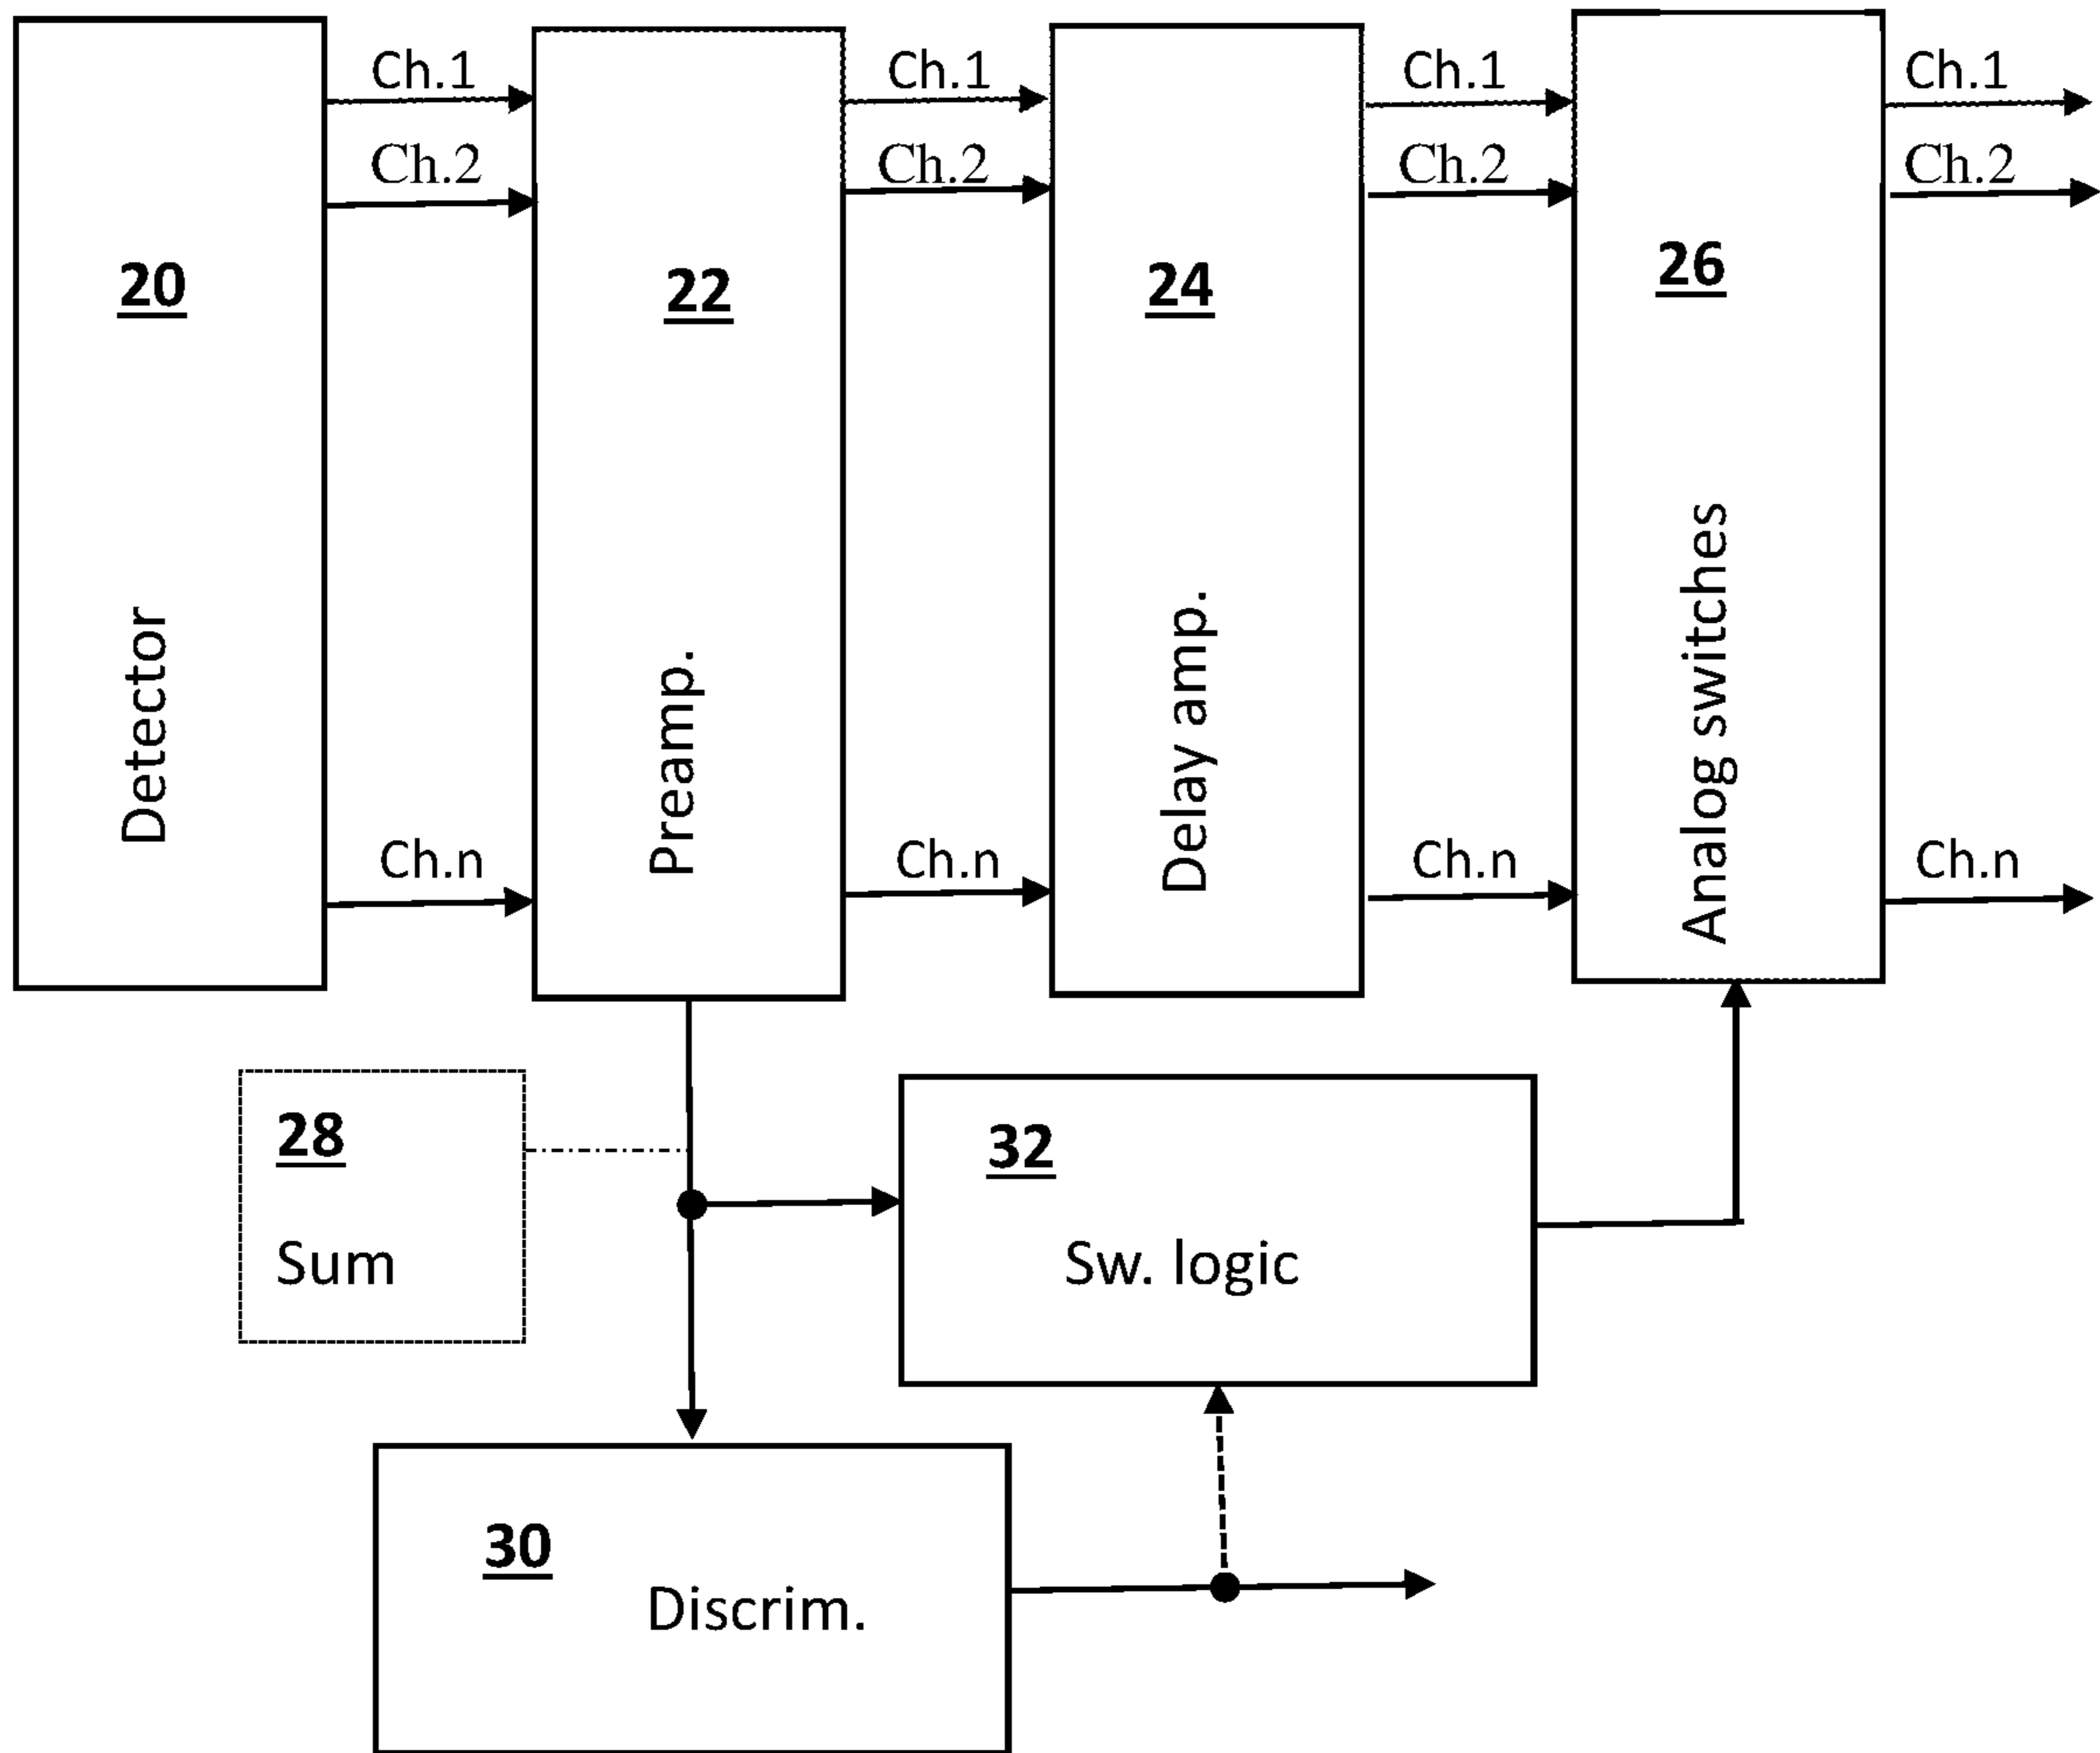 Ch.1
Ch.1
Ch.1
Ch.1
Ch.2
Ch.2
Ch.2
Ch.2
20
22
24
26
Detector
Preamp.
Delay amp.
Analog switches
Ch.n
Ch.n
Ch.n
Ch.n
28
Sum
32
Sw. logic
30
Discrim.